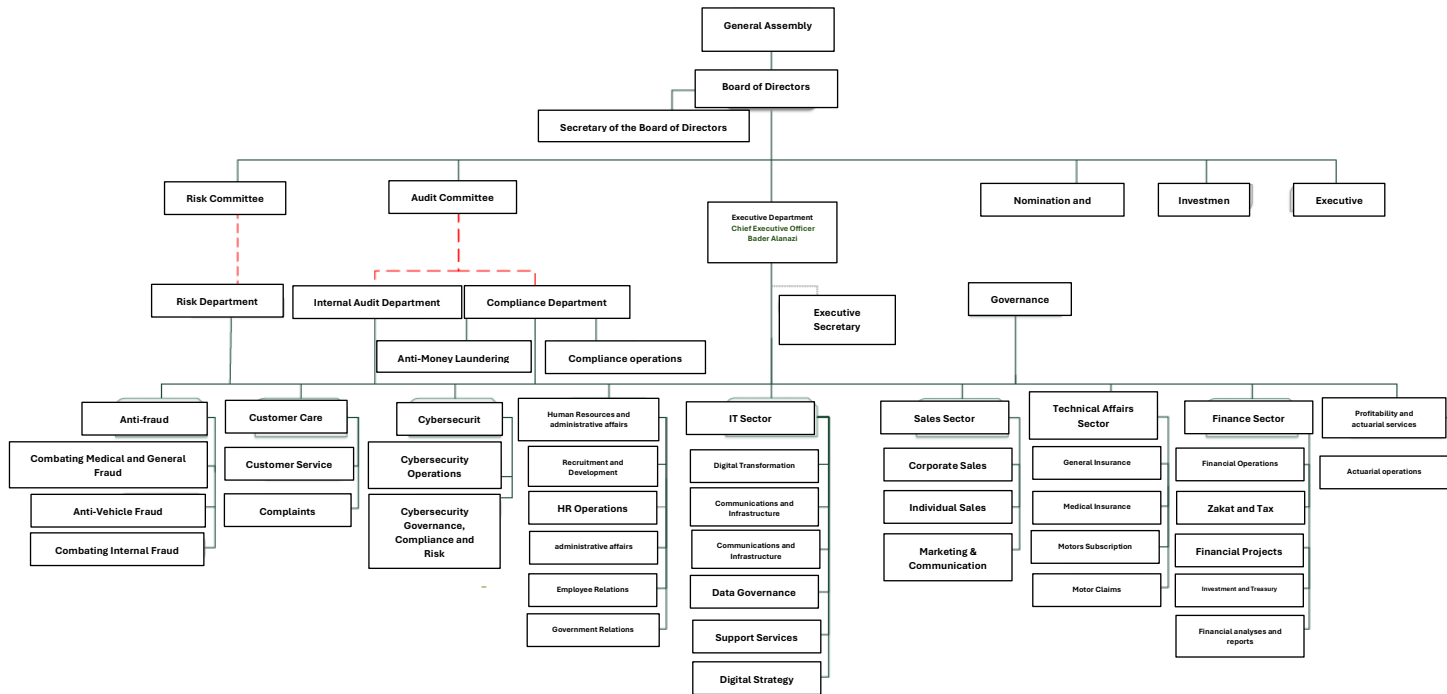 General Assembly
Board of Directors
Secretary of the Board of Directors
Risk Committee
Audit Committee
Executive Department
Chief Executive Officer
Bader Alanazi
Nomination and
Investmen
Executive
Risk Department
Internal Audit Department
Compliance Department
Executive
Secretary
Governance
Anti-Money Laundering
Compliance operations
Anti-fraud
Combating Medical and General
Fraud
Anti-Vehicle Fraud
Combating Internal Fraud
Customer Care
Customer Service
Complaints
Cybersecurit
Cybersecurity
Operations
Cybersecurity
Governance,
Compliance and
Risk
Human Resources and
administrative affairs
Recruitment and
Development
HR Operations
administrative affairs
Employee Relations
Government Relations
IT Sector
Digital Transformation
Communications and
Infrastructure
Communications and
Infrastructure
Data Governance
Support Services
Digital Strategy
Sales Sector
Corporate Sales
Individual Sales
Marketing &
Communication
Technical Affairs
Sector
General Insurance
Medical Insurance
Motors Subscription
Motor Claims
Finance Sector
Financial Operations
Zakat and Tax
Financial Projects
Investment and Treasury
Financial analyses and
reports
Profitability and
actuarial services
Actuarial operations